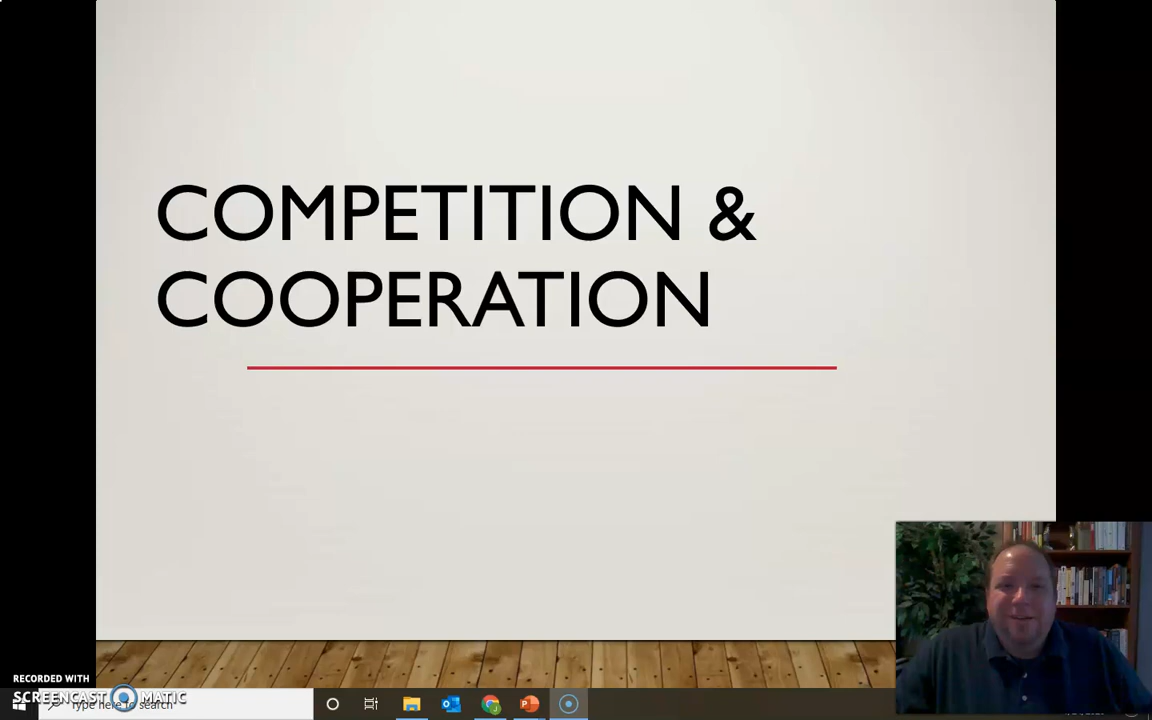 COMPETITION &
COOPERATION
RECORDED WITH
SCREENCAST MATIC
Type here to search